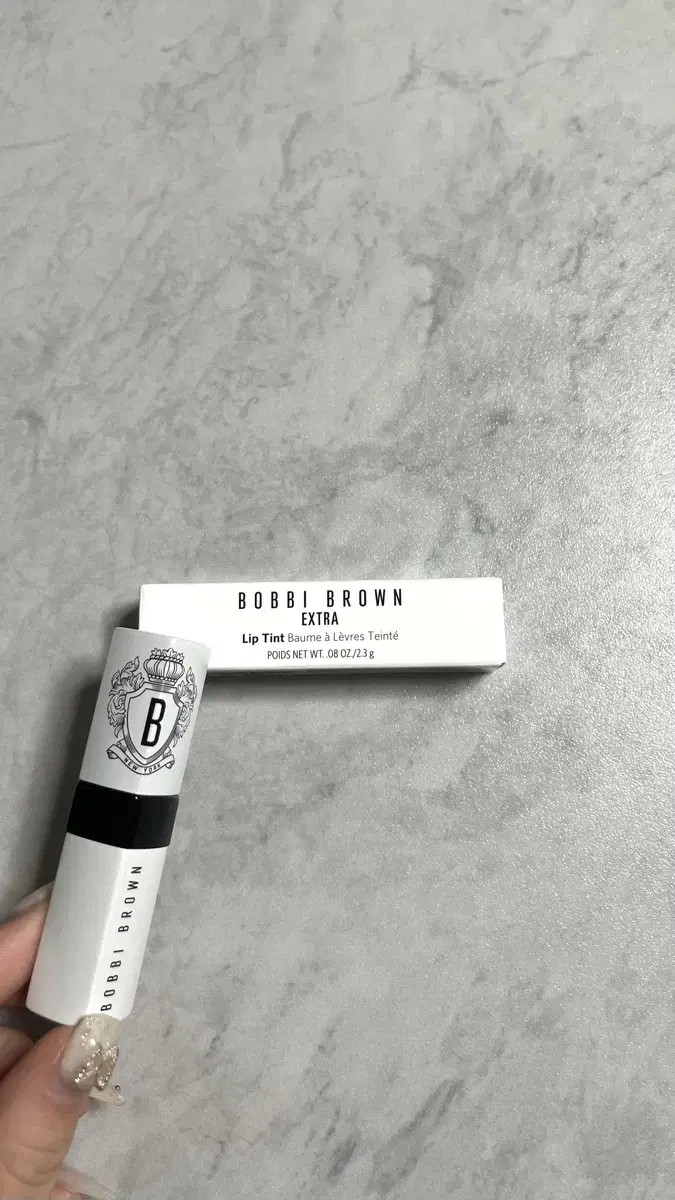 BOBBI BROWN
EXTRA
Lip Tint Baume à Lèvres Teinté
POIDS NET WT. .08 OZ./2.3 g
B
NEW YORK
BOBBI BROWN